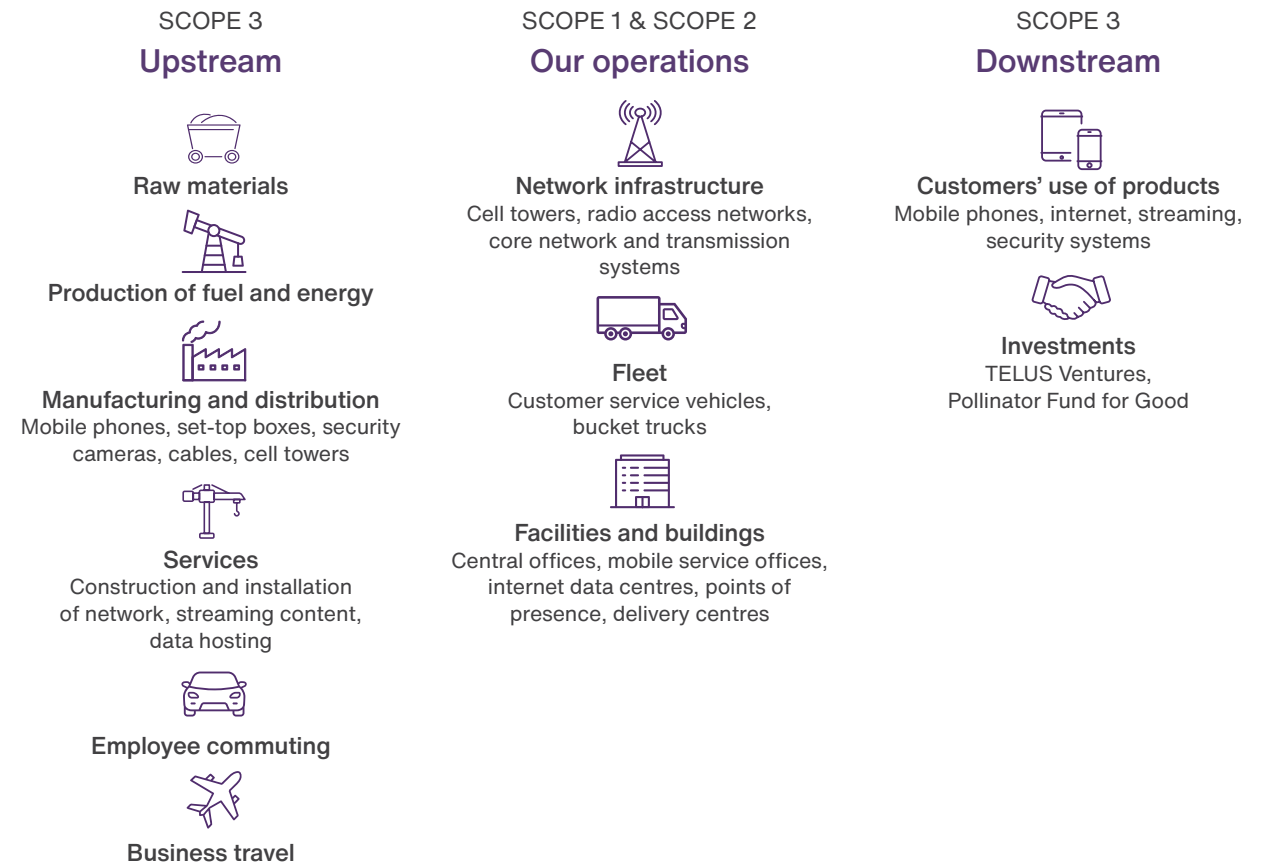 SCOPE 3
Upstream
Raw materials
Production of fuel and energy
Manufacturing and distribution
Mobile phones, set-top boxes, security
cameras, cables, cell towers
Services
Construction and installation
of network, streaming content,
data hosting
Employee commuting
Business travel
SCOPE 1 & SCOPE 2
Our operations
Network infrastructure
Cell towers, radio access networks,
core network and transmission
systems
Fleet
Customer service vehicles,
bucket trucks
Facilities and buildings
Central offices, mobile service offices,
internet data centres, points of
presence, delivery centres
SCOPE 3
Downstream
Customers’ use of products
Mobile phones, internet, streaming,
security systems
Investments
TELUS Ventures,
Pollinator Fund for Good